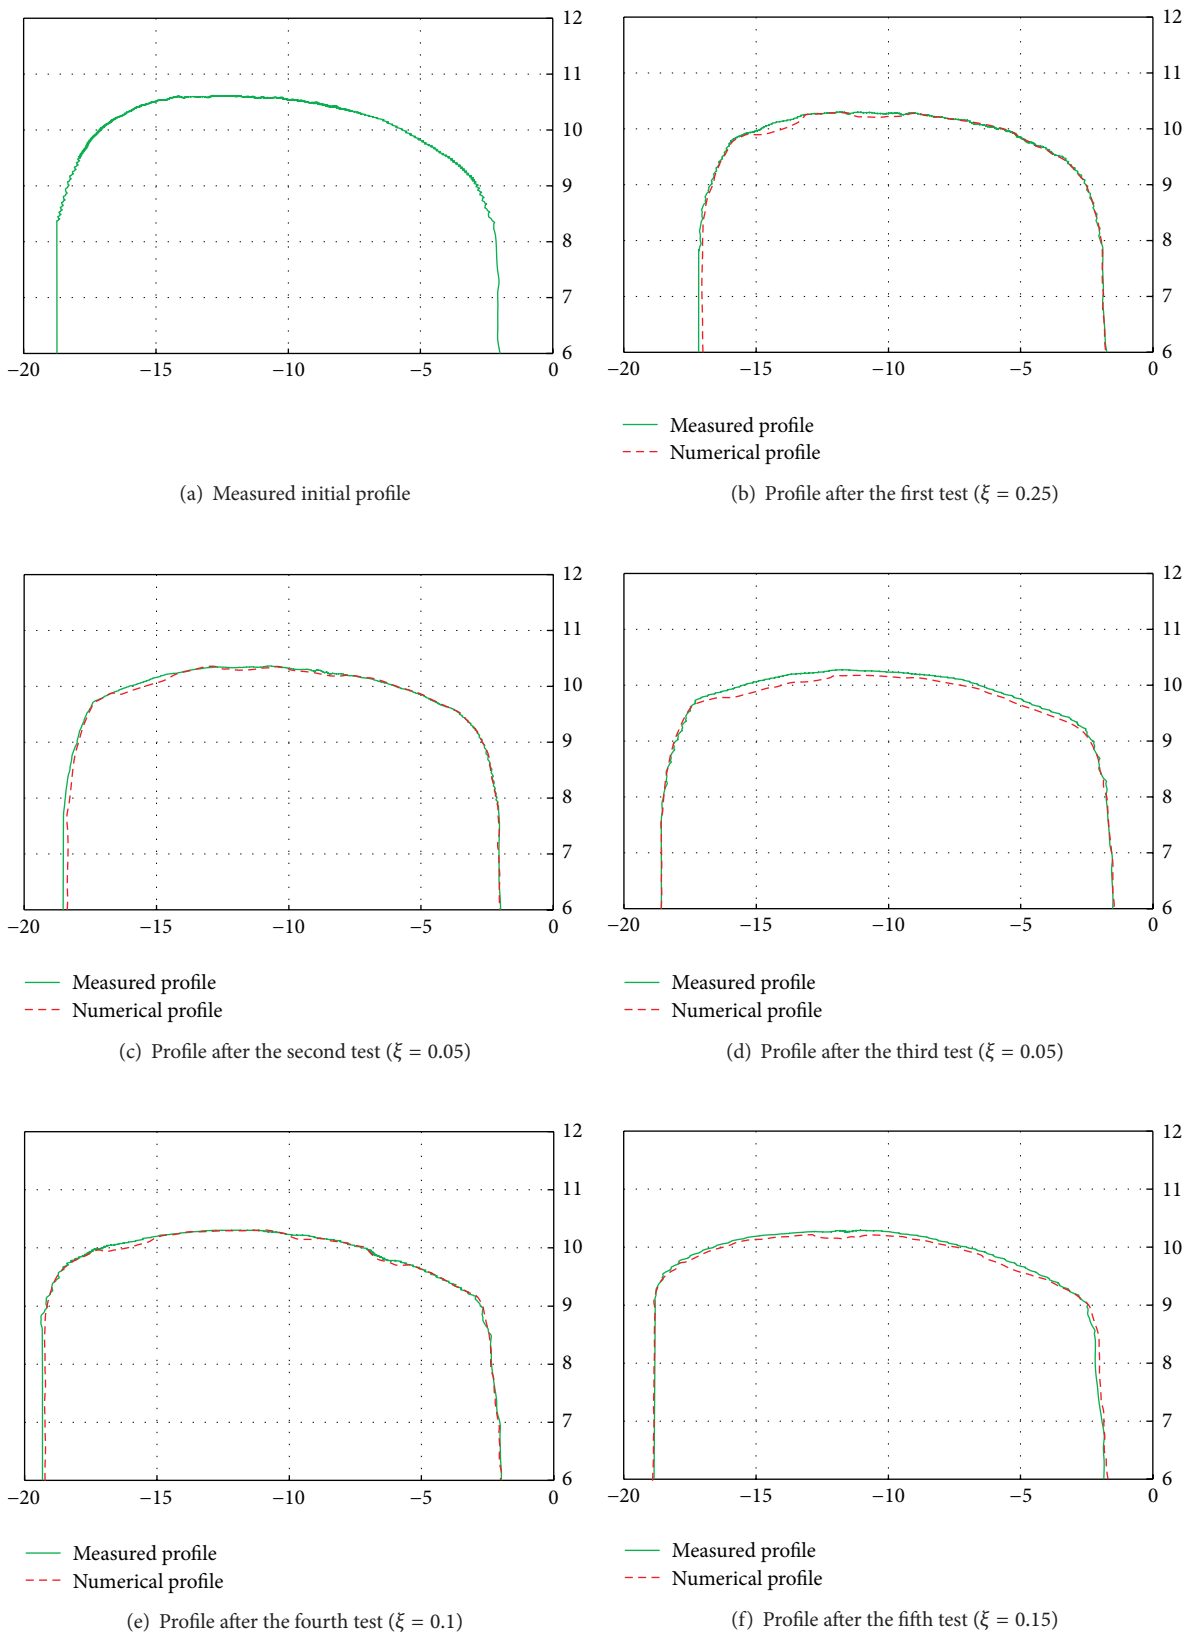 12
11
10
9
8
7
6
−20 −15 −10 −5 0
(a) Measured initial profile
12
11
10
9
8
7
6
−20 −15 −10 −5 0
Measured profile
Numerical profile
(b) Profile after the first test (ξ = 0.25)
12
11
10
9
8
7
6
−20 −15 −10 −5 0
Measured profile
Numerical profile
(c) Profile after the second test (ξ = 0.05)
12
11
10
9
8
7
6
−20 −15 −10 −5 0
Measured profile
Numerical profile
(d) Profile after the third test (ξ = 0.05)
12
11
10
9
8
7
6
−20 −15 −10 −5 0
Measured profile
Numerical profile
(e) Profile after the fourth test (ξ = 0.1)
12
11
10
9
8
7
6
−20 −15 −10 −5 0
Measured profile
Numerical profile
(f) Profile after the fifth test (ξ = 0.15)